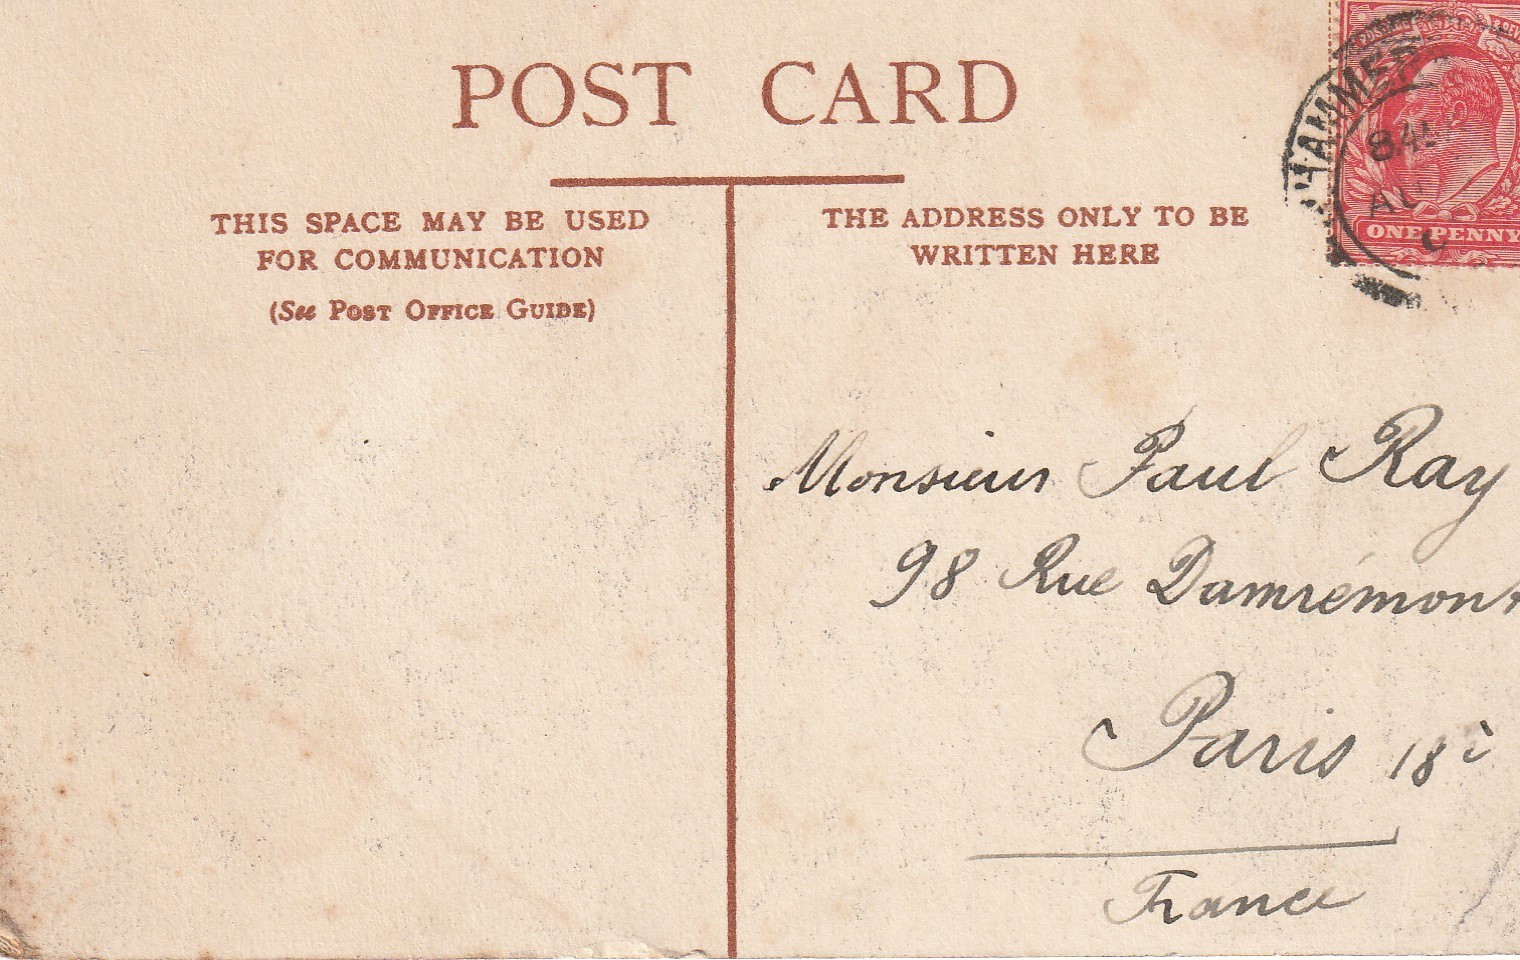 POST CARD
THIS SPACE MAY BE USED
FOR COMMUNICATION
(See POST OFFICE GUIDE)
THE ADDRESS ONLY TO BE
WRITTEN HERE
ONE PENNY
Monsieur Paul Ray
98 Rue Damrémont
Paris 18e
France